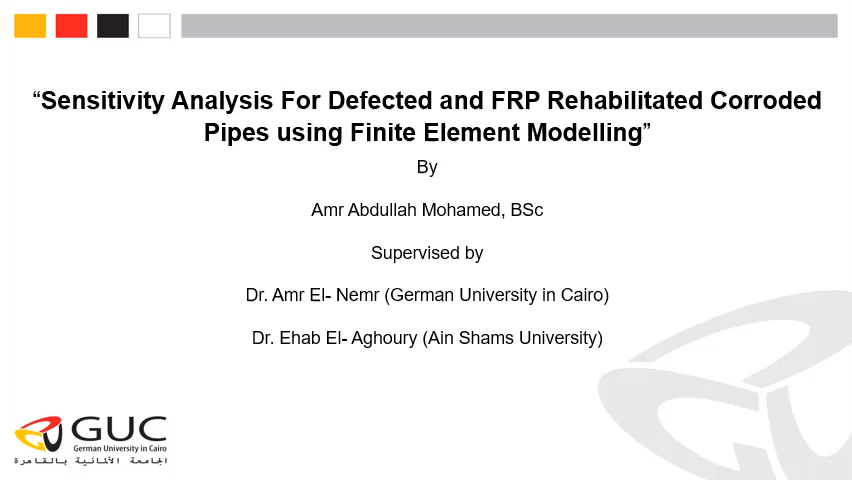 “Sensitivity Analysis For Defected and FRP Rehabilitated Corroded
Pipes using Finite Element Modelling”
By
Amr Abdullah Mohamed, BSc
Supervised by
Dr. Amr El- Nemr (German University in Cairo)
Dr. Ehab El- Aghoury (Ain Shams University)
GUC
German University in Cairo
الجامعة الألمانية بالقاهرة